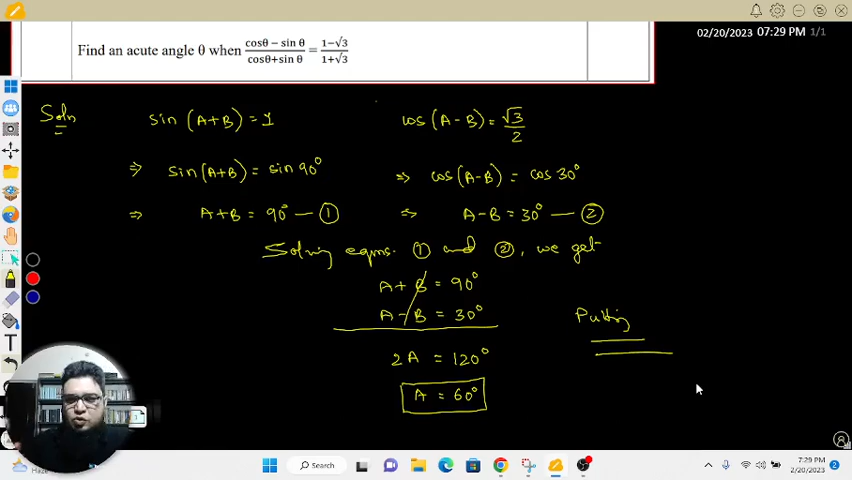 02/20/2023 07:29 PM 1/1
Find an acute angle θ when cosθ − sin θ / cosθ+sin θ = 1−√3 / 1+√3
Soln
sin (A+B) = 1 cos (A-B) = √3/2
⇒ sin(A+B) = sin 90° ⇒ cos(A-B) = cos 30°
⇒ A+B = 90° — ① ⇒ A-B = 30° — ②
Solving eqns. ① and ②, we get
A + B = 90°
A - B = 30°
Putting
2A = 120°
A = 60°
Haze
Search
7:29 PM
2/20/2023
2